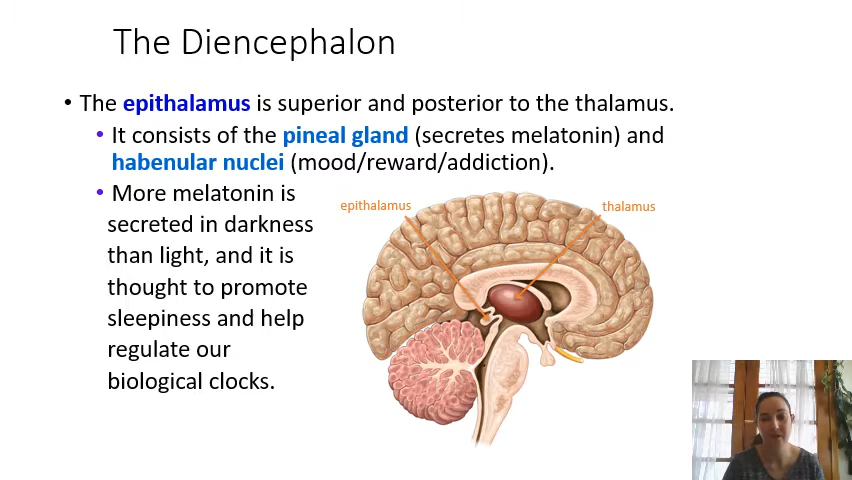 The Diencephalon
• The epithalamus is superior and posterior to the thalamus.
• It consists of the pineal gland (secretes melatonin) and
habenular nuclei (mood/reward/addiction).
• More melatonin is
secreted in darkness
than light, and it is
thought to promote
sleepiness and help
regulate our
biological clocks.
epithalamus
thalamus